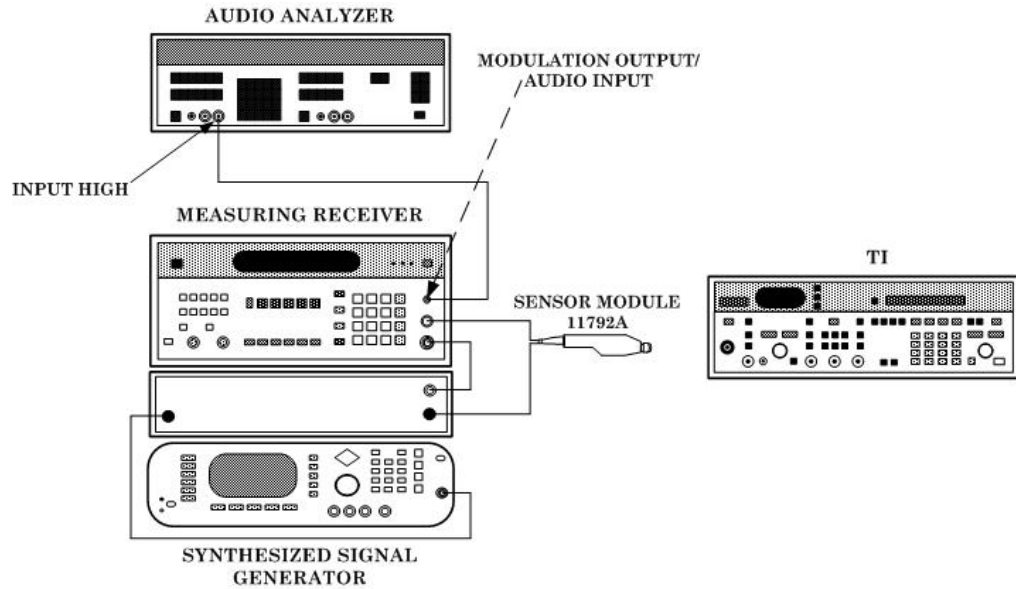 AUDIO ANALYZER
MODULATION OUTPUT/
AUDIO INPUT
INPUT HIGH
MEASURING RECEIVER
TI
SENSOR MODULE
11792A
SYNTHESIZED SIGNAL
GENERATOR